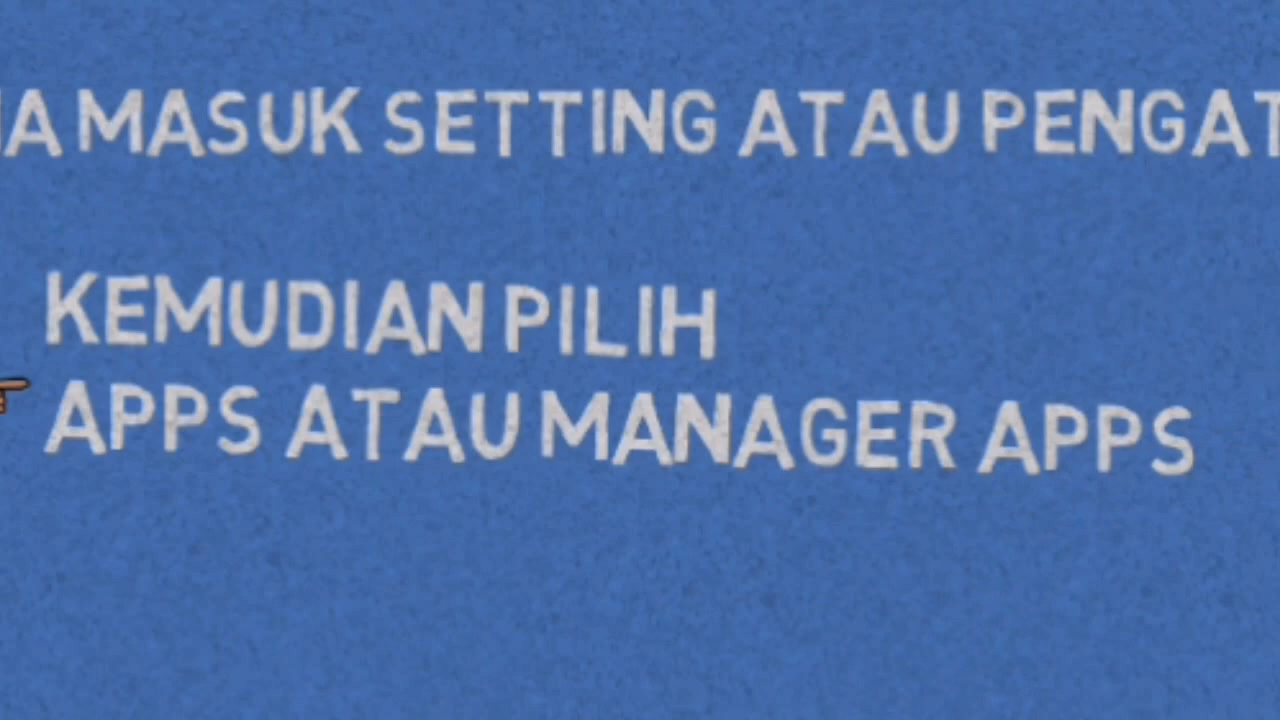 MASUK SETTING ATAU
KEMUDIAN PILIH
APPS ATAU MANAGER APPS